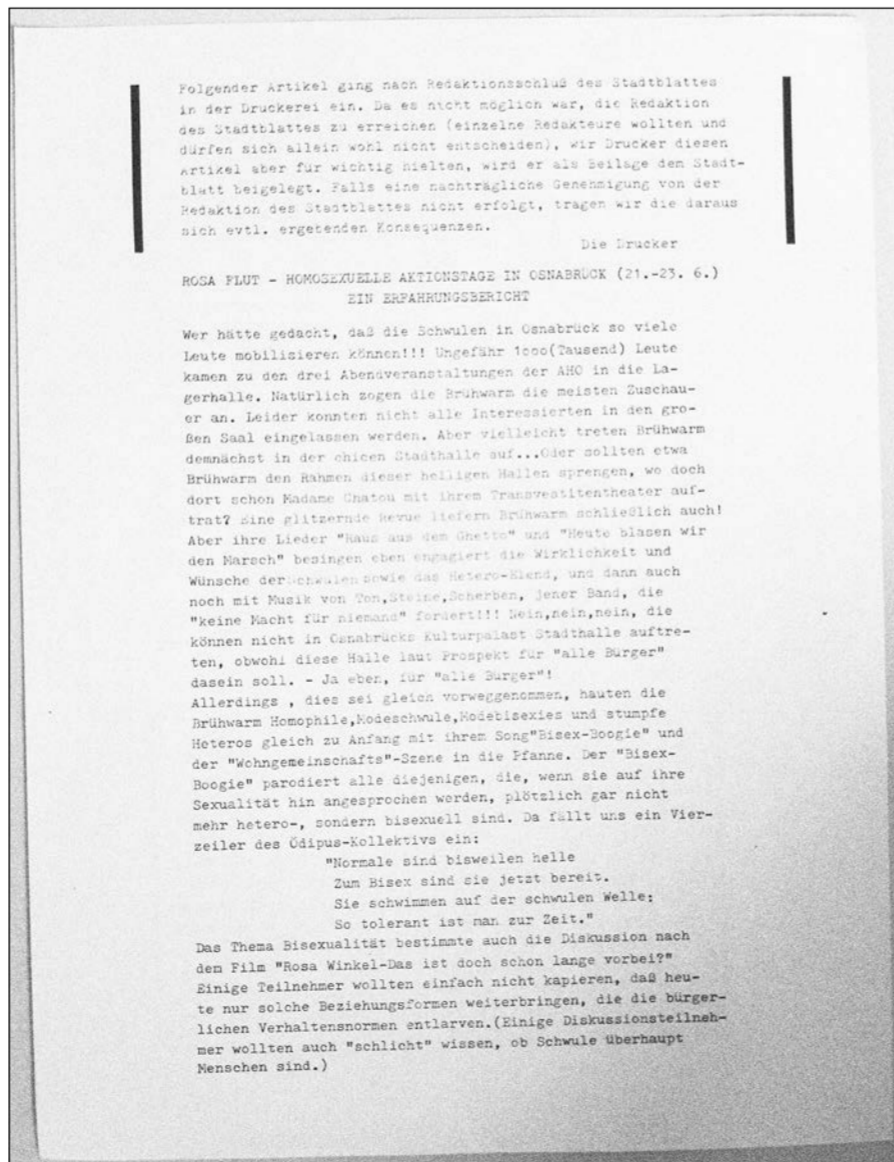 Folgender Artikel ging nach Redaktionsschluß des Stadtblattes
in der Druckerei ein. Da es nicht möglich war, die Redaktion
des Stadtblattes zu erreichen (einzelne Redakteure wollten und
dürfen sich allein wohl nicht entscheiden), wir Drucker diesen
Artikel aber für wichtig hielten, wird er als Beilage dem Stadt-
blatt beigelegt. Falls eine nachträgliche Genehmigung von der
Redaktion des Stadtblattes nicht erfolgt, tragen wir die daraus
sich evtl. ergebenden Konsequenzen.
Die Drucker
ROSA FLUT - HOMOSEXUELLE AKTIONSTAGE IN OSNABRÜCK (21.-23. 6.)
EIN ERFAHRUNGSBERICHT
Wer hätte gedacht, daß die Schwulen in Osnabrück so viele
Leute mobilisieren können!!! Ungefähr 1ooo(Tausend) Leute
kamen zu den drei Abendveranstaltungen der AHO in die La-
gerhalle. Natürlich zogen die Brühwarm die meisten Zuschau-
er an. Leider konnten nicht alle Interessierten in den gro-
ßen Saal eingelassen werden. Aber vielleicht treten Brühwarm
demnächst in der chicen Stadthalle auf...Oder sollten etwa
Brühwarm den Rahmen dieser heiligen Hallen sprengen, wo doch
dort schon Madame Chatou mit ihrem Transvestitentheater auf-
trat? Eine glitzernde Revue liefern Brühwarm schließlich auch!
Aber ihre Lieder "Raus aus dem Ghetto" und "Heute blasen wir
den Marsch" besingen eben engagiert die Wirklichkeit und
Wünsche der Schwulen sowie das Hetero-Elend, und dann auch
noch mit Musik von Ton,Steine,Scherben, jener Band, die
"keine Macht für niemand" fordert!!! Nein,nein,nein, die
können nicht in Osnabrücks Kulturpalast Stadthalle auftre-
ten, obwohl diese Halle laut Prospekt für "alle Bürger"
dasein soll. - Ja eben, für "alle Bürger"!
Allerdings , dies sei gleich vorweggenommen, hauten die
Brühwarm Homophile,Modeschwule,Modebisexies und stumpfe
Heteros gleich zu Anfang mit ihrem Song"Bisex-Boogie" und
der "Wohngemeinschafts"-Szene in die Pfanne. Der "Bisex-
Boogie" parodiert alle diejenigen, die, wenn sie auf ihre
Sexualität hin angesprochen werden, plötzlich gar nicht
mehr hetero-, sondern bisexuell sind. Da fällt uns ein Vier-
zeiler des Ödipus-Kollektivs ein:
"Normale sind bisweilen helle
Zum Bisex sind sie jetzt bereit.
Sie schwimmen auf der schwulen Welle;
So tolerant ist man zur Zeit."
Das Thema Bisexualität bestimmte auch die Diskussion nach
dem Film "Rosa Winkel-Das ist doch schon lange vorbei?"
Einige Teilnehmer wollten einfach nicht kapieren, daß heu-
te nur solche Beziehungsformen weiterbringen, die die bürger-
lichen Verhaltensnormen entlarven.(Einige Diskussionsteilneh-
mer wollten auch "schlicht" wissen, ob Schwule überhaupt
Menschen sind.)